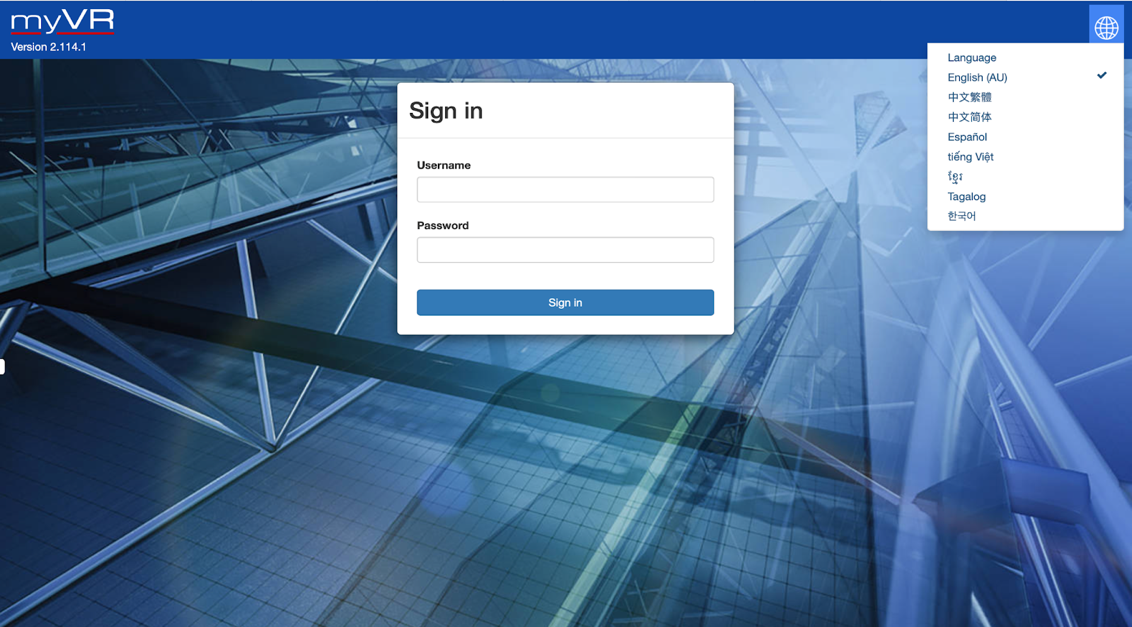 myVR
Version 2.114.1
Language
English (AU)
中文繁體
中文简体
Español
tiếng Việt
ខ្មែរ
Tagalog
한국어
Sign in
Username
Password
Sign in